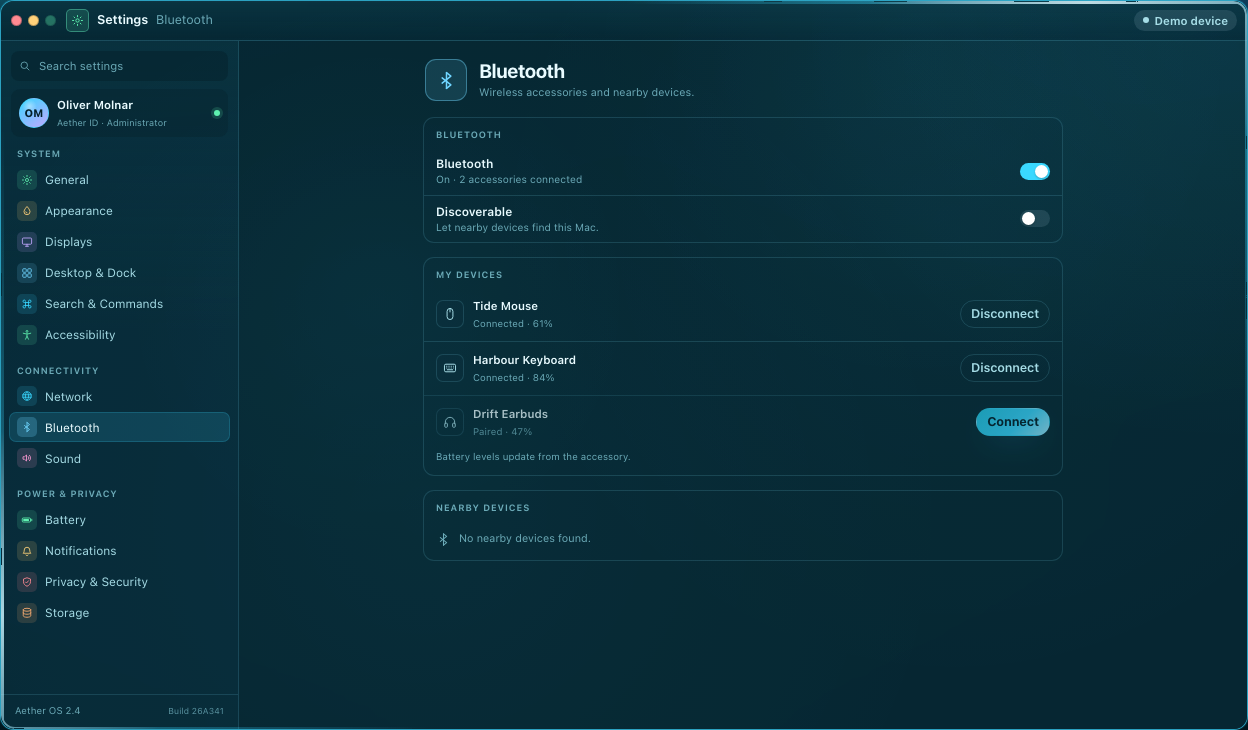 Settings Bluetooth
Demo device
Search settings
OM
Oliver Molnar
Aether ID · Administrator
SYSTEM
General
Appearance
Displays
Desktop & Dock
Search & Commands
Accessibility
CONNECTIVITY
Network
Bluetooth
Sound
POWER & PRIVACY
Battery
Notifications
Privacy & Security
Storage
Aether OS 2.4
Build 26A341
Bluetooth
Wireless accessories and nearby devices.
BLUETOOTH
Bluetooth
On · 2 accessories connected
Discoverable
Let nearby devices find this Mac.
MY DEVICES
Tide Mouse
Connected · 61%
Disconnect
Harbour Keyboard
Connected · 84%
Disconnect
Drift Earbuds
Paired · 47%
Connect
Battery levels update from the accessory.
NEARBY DEVICES
No nearby devices found.